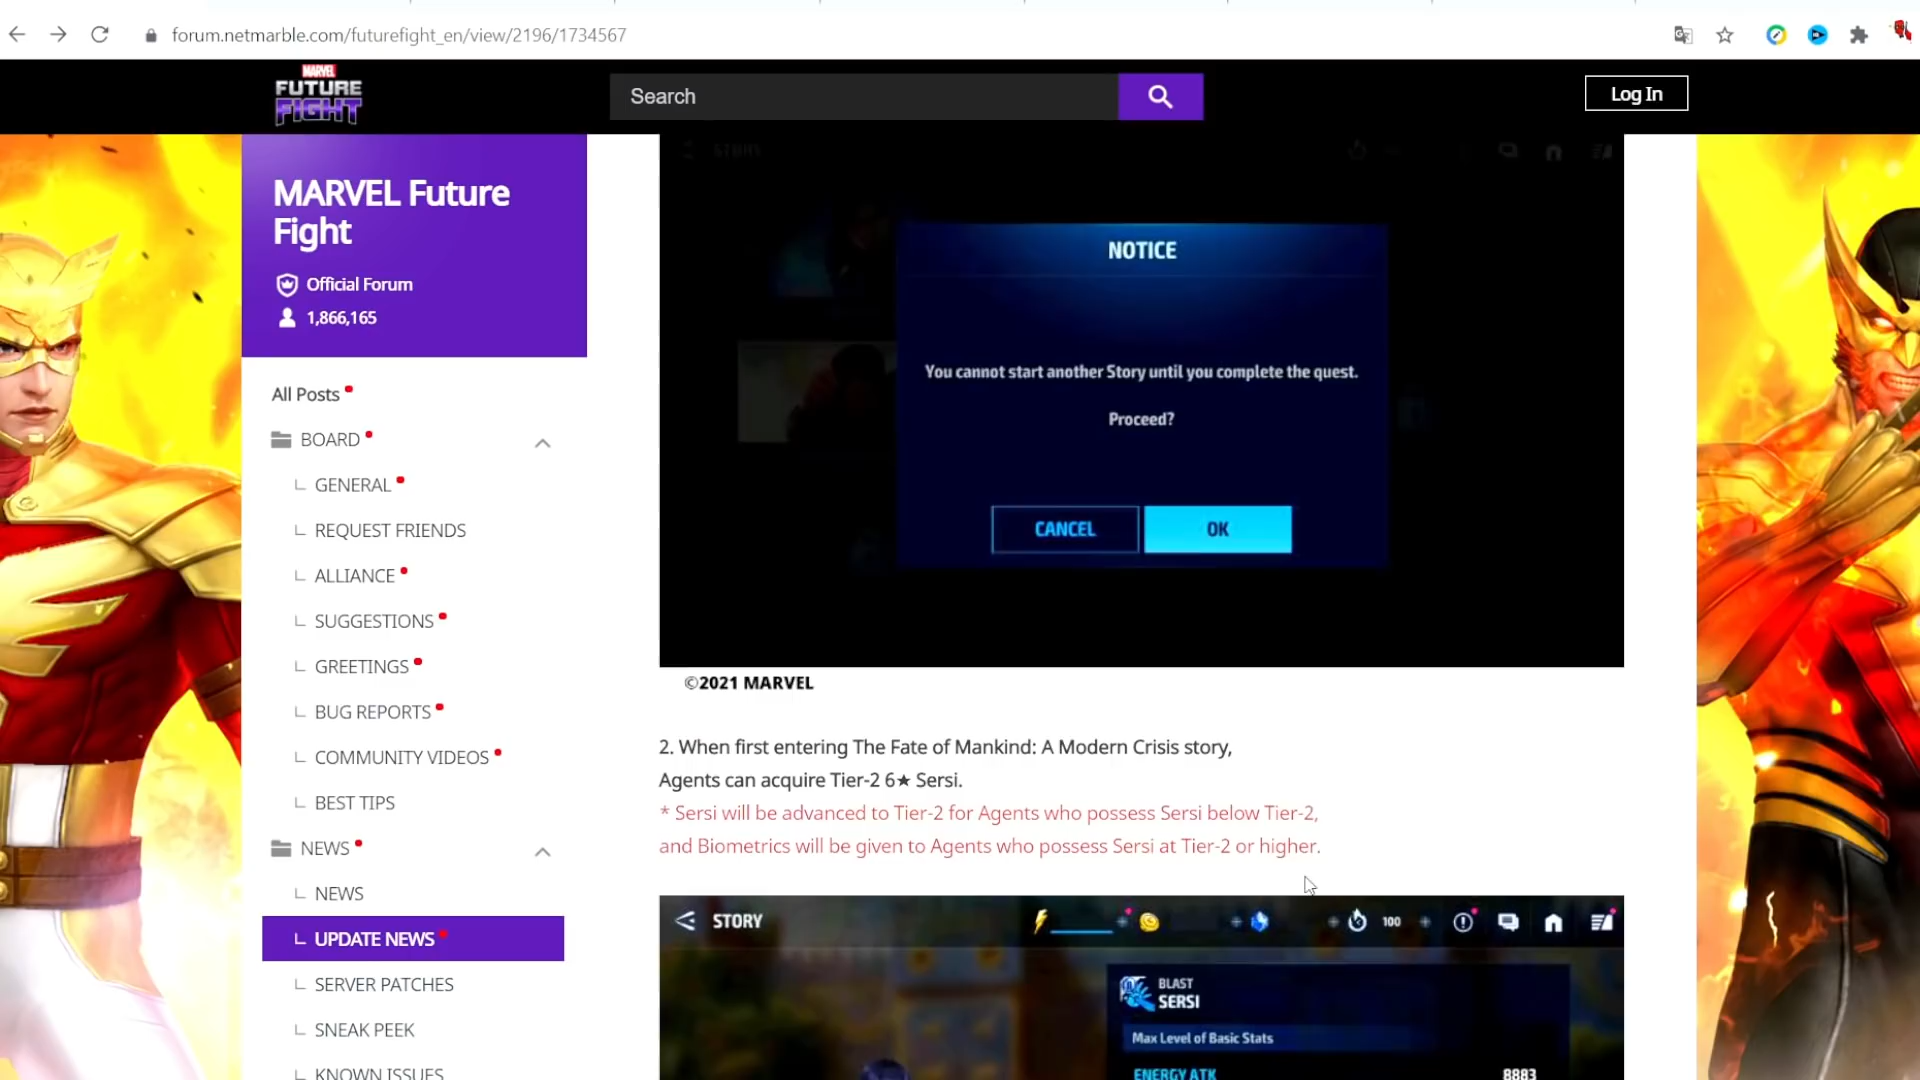 forum.netmarble.com/futurefight_en/view/2196/1734567
MARVEL
FUTURE
FIGHT
Search
Log In
MARVEL Future
Fight
Official Forum
1,866,165
All Posts
BOARD
GENERAL
REQUEST FRIENDS
ALLIANCE
SUGGESTIONS
GREETINGS
BUG REPORTS
COMMUNITY VIDEOS
BEST TIPS
NEWS
NEWS
UPDATE NEWS
SERVER PATCHES
SNEAK PEEK
KNOWN ISSUES
STORY
NOTICE
You cannot start another Story until you complete the quest.
Proceed?
CANCEL
OK
©2021 MARVEL
2. When first entering The Fate of Mankind: A Modern Crisis story,
Agents can acquire Tier-2 6★ Sersi.
* Sersi will be advanced to Tier-2 for Agents who possess Sersi below Tier-2,
and Biometrics will be given to Agents who possess Sersi at Tier-2 or higher.
STORY
100
BLAST
SERSI
Max Level of Basic Stats
ENERGY ATK
8883